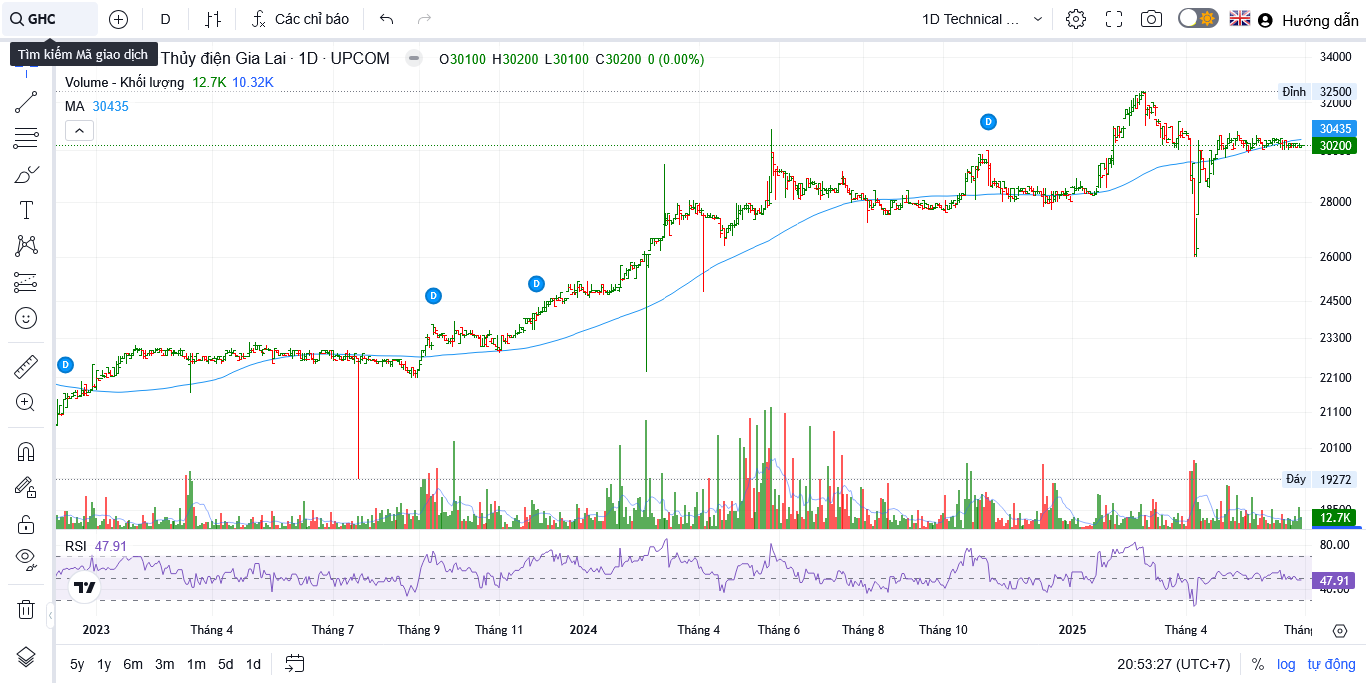 GHC
D
Các chỉ báo
1D Technical ...
Hướng dẫn
Tìm kiếm Mã giao dịch
Thủy điện Gia Lai · 1D · UPCOM
O30100 H30200 L30100 C30200 0 (0.00%)
Volume - Khối lượng 12.7K 10.32K
MA 30435
34000
Đỉnh 32500
32000
30435
30200
28000
26000
24500
23300
22100
21100
20100
Đáy 19272
18500
12.7K
D
D
D
D
RSI 47.91
80.00
47.91
40.00
2023 Tháng 4 Tháng 7 Tháng 9 Tháng 11 2024 Tháng 4 Tháng 6 Tháng 8 Tháng 10 2025 Tháng 4 Tháng
5y 1y 6m 3m 1m 5d 1d
20:53:27 (UTC+7) % log tự động